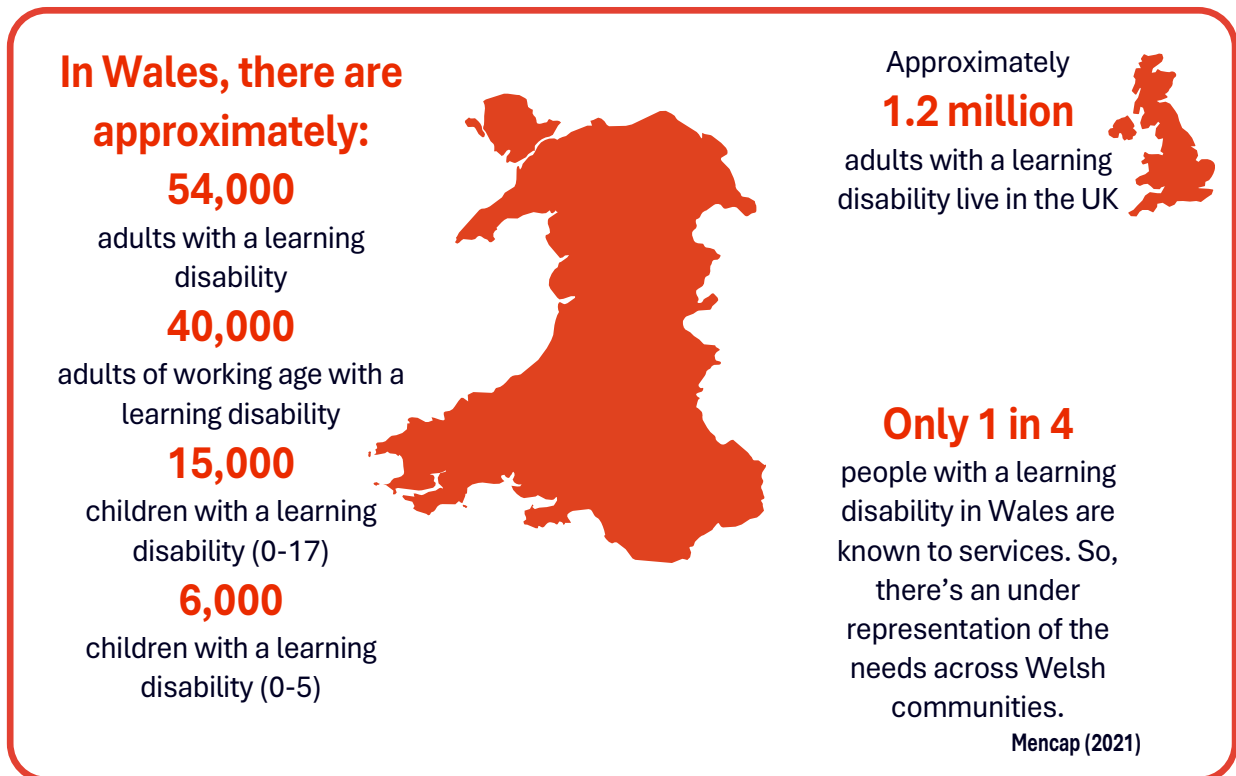 In Wales, there are
approximately:
54,000
adults with a learning
disability
40,000
adults of working age with a
learning disability
15,000
children with a learning
disability (0-17)
6,000
children with a learning
disability (0-5)
Approximately
1.2 million
adults with a learning
disability live in the UK
Only 1 in 4
people with a learning
disability in Wales are
known to services. So,
there’s an under
representation of the
needs across Welsh
communities.
Mencap (2021)